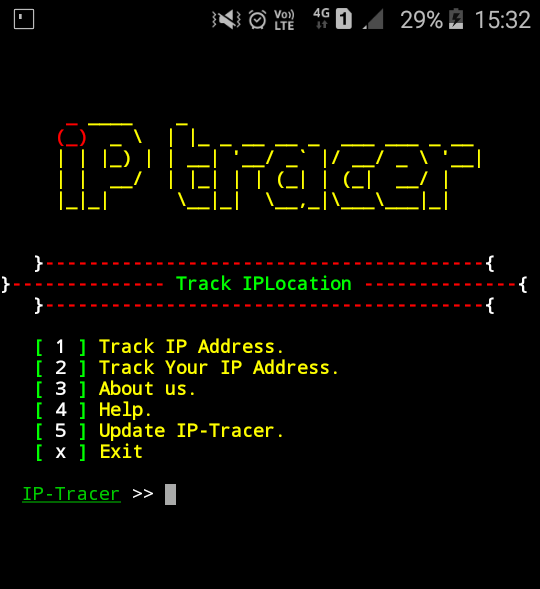 Vo)) LTE 4G 1 29% 15:32
iP tracer
}----------------------------------------{
}-------------- Track IPLocation --------------{
}----------------------------------------{
[ 1 ] Track IP Address.
[ 2 ] Track Your IP Address.
[ 3 ] About us.
[ 4 ] Help.
[ 5 ] Update IP-Tracer.
[ x ] Exit
IP-Tracer >>